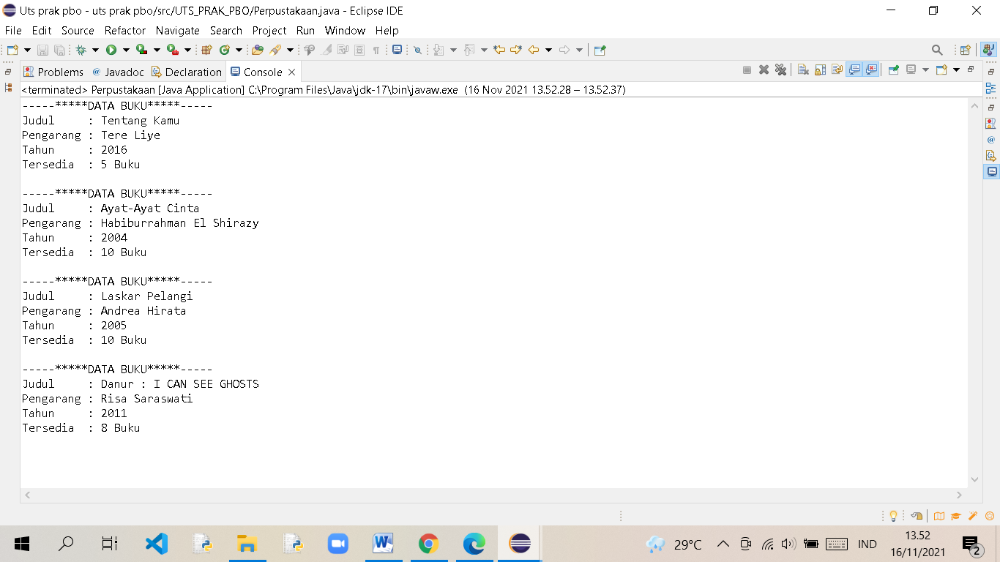 Uts prak pbo - uts prak pbo/src/UTS_PRAK_PBO/Perpustakaan.java - Eclipse IDE
File Edit Source Refactor Navigate Search Project Run Window Help
Problems @ Javadoc Declaration Console
<terminated> Perpustakaan [Java Application] C:\Program Files\Java\jdk-17\bin\javaw.exe (16 Nov 2021 13.52.28 – 13.52.37)
-----*****DATA BUKU*****-----
Judul     : Tentang Kamu
Pengarang : Tere Liye
Tahun     : 2016
Tersedia  : 5 Buku
-----*****DATA BUKU*****-----
Judul     : Ayat-Ayat Cinta
Pengarang : Habiburrahman El Shirazy
Tahun     : 2004
Tersedia  : 10 Buku
-----*****DATA BUKU*****-----
Judul     : Laskar Pelangi
Pengarang : Andrea Hirata
Tahun     : 2005
Tersedia  : 10 Buku
-----*****DATA BUKU*****-----
Judul     : Danur : I CAN SEE GHOSTS
Pengarang : Risa Saraswati
Tahun     : 2011
Tersedia  : 8 Buku
29°C IND 13.52
16/11/2021
2